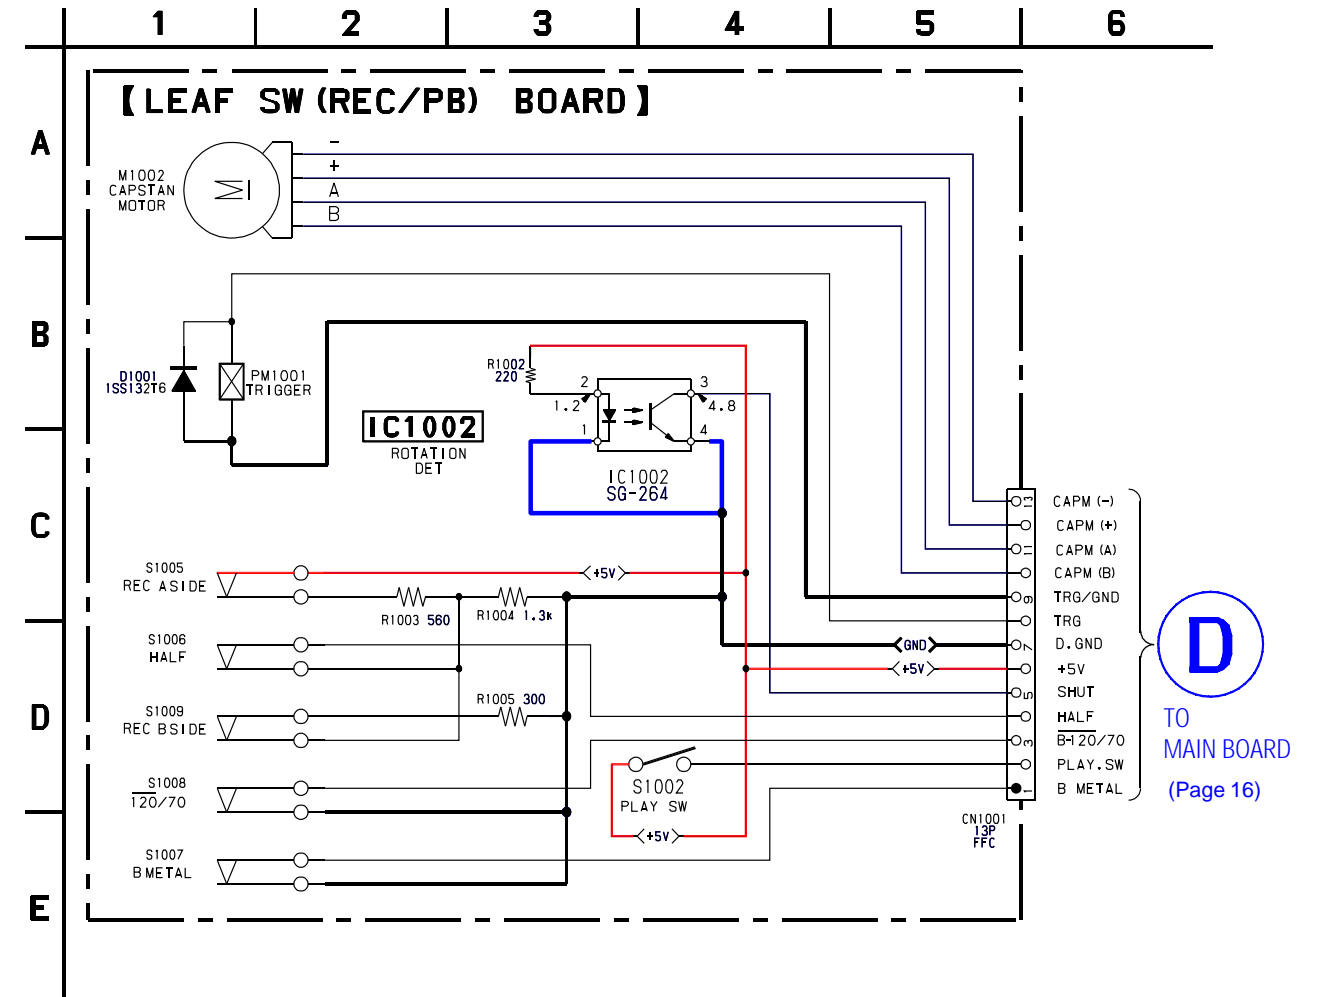 1 2 3 4 5 6
【LEAF SW (REC/PB) BOARD】
A
B
C
D
E
M1002
CAPSTAN
MOTOR
M
-
+
A
B
D1001
1SS132T6
PM1001
TRIGGER
IC1002
ROTATION
DET
R1002
220
2
1.2
1
3
4.8
4
IC1002
SG-264
S1005
REC ASIDE
+5V
R1003 560
R1004 1.3k
S1006
HALF
S1009
REC BSIDE
R1005 300
S1008
120/70
S1007
B METAL
S1002
PLAY SW
+5V
GND
+5V
13 CAPM (-)
CAPM (+)
11 CAPM (A)
CAPM (B)
9 TRG/GND
TRG
7 D.GND
+5V
5 SHUT
HALF
3 B-120/70
PLAY.SW
1 B METAL
CN1001
13P
FFC
D
TO
MAIN BOARD
(Page 16)